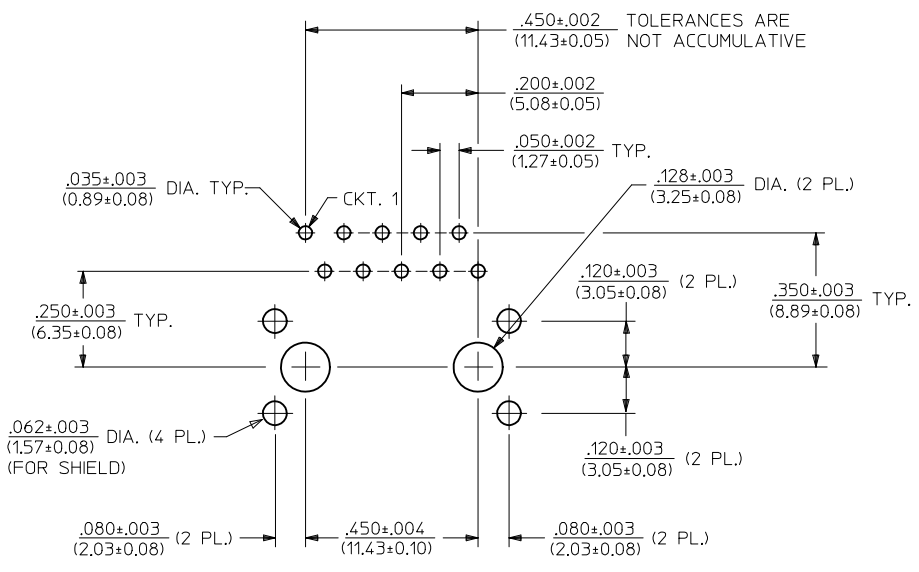 .450±.002 TOLERANCES ARE
(11.43±0.05) NOT ACCUMULATIVE
.200±.002
(5.08±0.05)
.050±.002 TYP.
(1.27±0.05)
.035±.003 DIA. TYP.
(0.89±0.08)
CKT. 1
.128±.003 DIA. (2 PL.)
(3.25±0.08)
.120±.003 (2 PL.)
(3.05±0.08)
.350±.003 TYP.
(8.89±0.08)
.250±.003 TYP.
(6.35±0.08)
.062±.003 DIA. (4 PL.)
(1.57±0.08)
(FOR SHIELD)
.120±.003 (2 PL.)
(3.05±0.08)
.080±.003 (2 PL.)
(2.03±0.08)
.450±.004
(11.43±0.10)
.080±.003 (2 PL.)
(2.03±0.08)